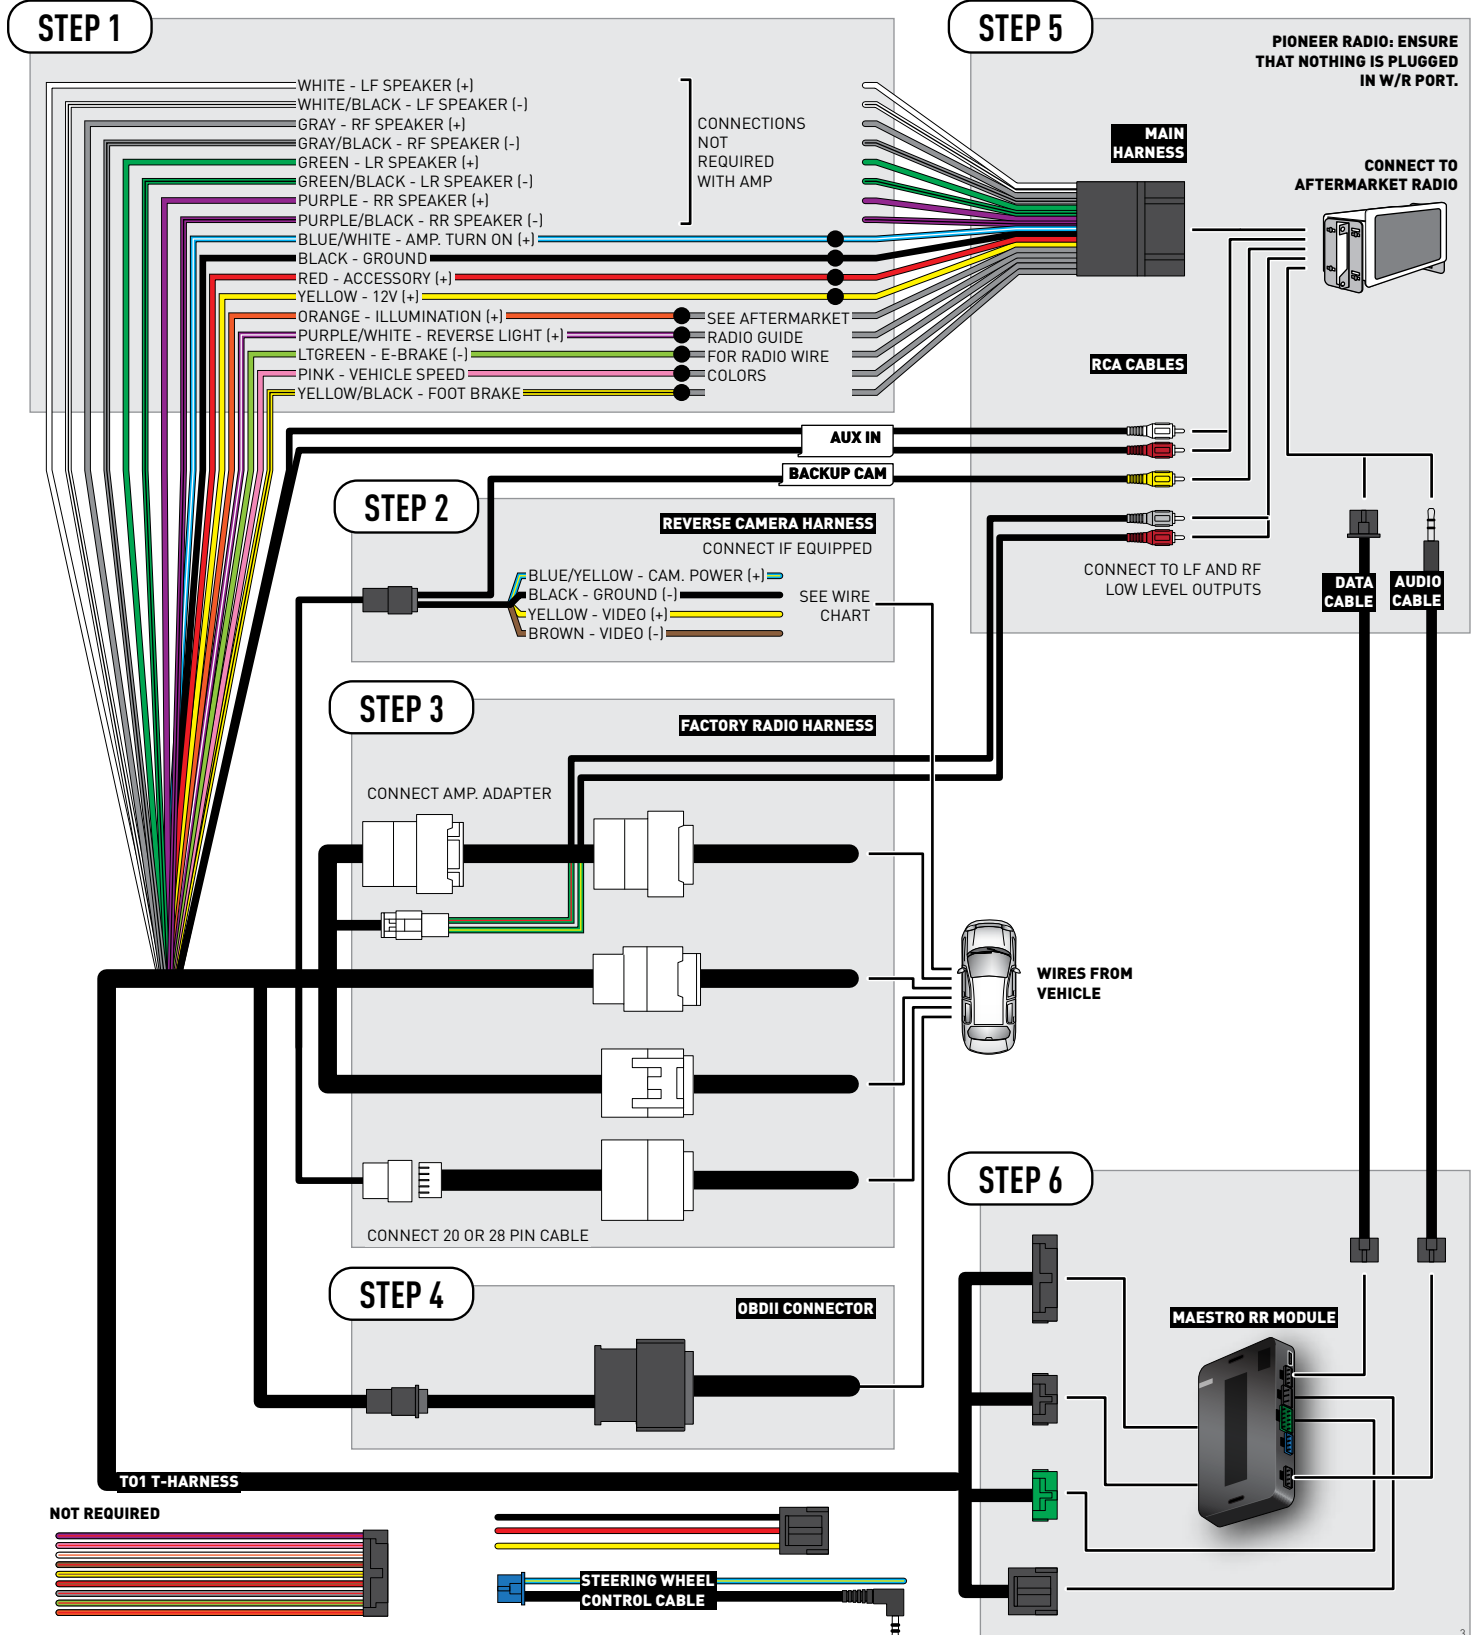 STEP 1
WHITE - LF SPEAKER (+)
WHITE/BLACK - LF SPEAKER (-)
GRAY - RF SPEAKER (+)
GRAY/BLACK - RF SPEAKER (-)
GREEN - LR SPEAKER (+)
GREEN/BLACK - LR SPEAKER (-)
PURPLE - RR SPEAKER (+)
PURPLE/BLACK - RR SPEAKER (-)
BLUE/WHITE - AMP. TURN ON (+)
BLACK - GROUND
RED - ACCESSORY (+)
YELLOW - 12V (+)
ORANGE - ILLUMINATION (+)
PURPLE/WHITE - REVERSE LIGHT (+)
LTGREEN - E-BRAKE (-)
PINK - VEHICLE SPEED
YELLOW/BLACK - FOOT BRAKE
CONNECTIONS
NOT
REQUIRED
WITH AMP
SEE AFTERMARKET
RADIO GUIDE
FOR RADIO WIRE
COLORS
STEP 5
PIONEER RADIO: ENSURE
THAT NOTHING IS PLUGGED
IN W/R PORT.
MAIN
HARNESS
CONNECT TO
AFTERMARKET RADIO
RCA CABLES
AUX IN
BACKUP CAM
CONNECT TO LF AND RF
LOW LEVEL OUTPUTS
DATA
CABLE
AUDIO
CABLE
STEP 2
REVERSE CAMERA HARNESS
CONNECT IF EQUIPPED
BLUE/YELLOW - CAM. POWER (+)
BLACK - GROUND (-)
YELLOW - VIDEO (+)
BROWN - VIDEO (-)
SEE WIRE
CHART
STEP 3
FACTORY RADIO HARNESS
CONNECT AMP. ADAPTER
WIRES FROM
VEHICLE
CONNECT 20 OR 28 PIN CABLE
STEP 4
OBDII CONNECTOR
STEP 6
MAESTRO RR MODULE
T01 T-HARNESS
NOT REQUIRED
STEERING WHEEL
CONTROL CABLE
3